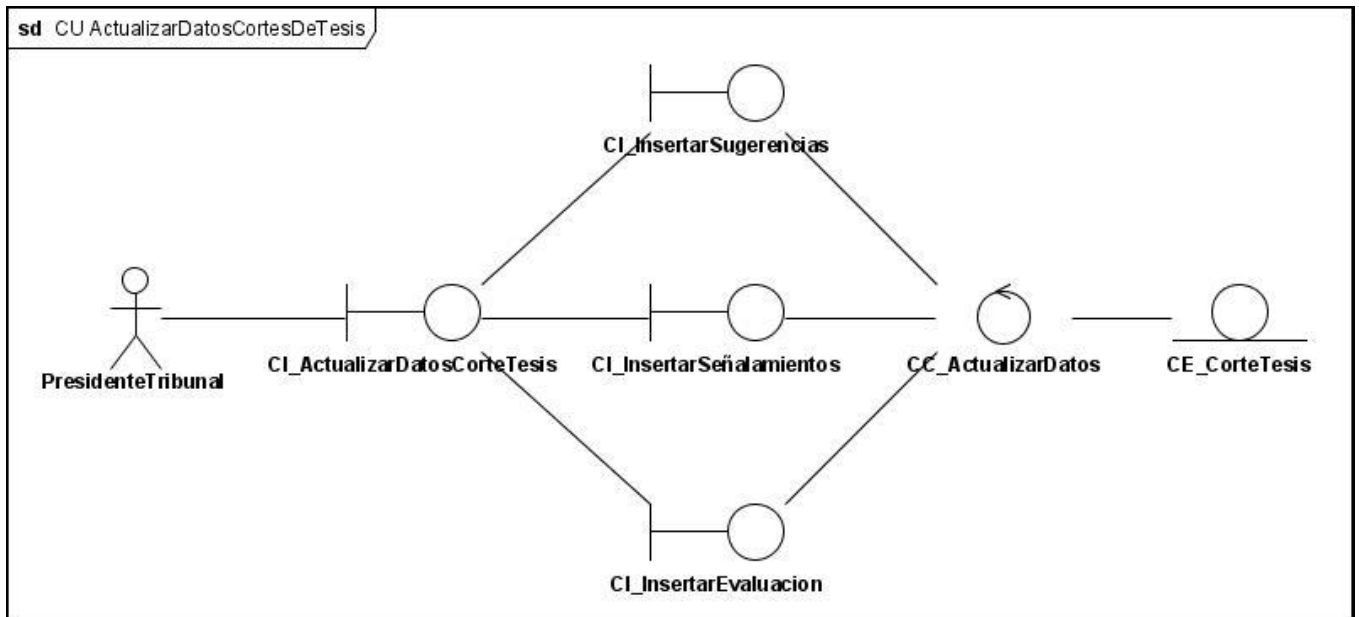 sd CU ActualizarDatosCortesDeTesis
CI_InsertarSugerencias
PresidenteTribunal
CI_ActualizarDatosCorteTesis
CI_InsertarSeñalamientos
CC_ActualizarDatos
CE_CorteTesis
CI_InsertarEvaluacion